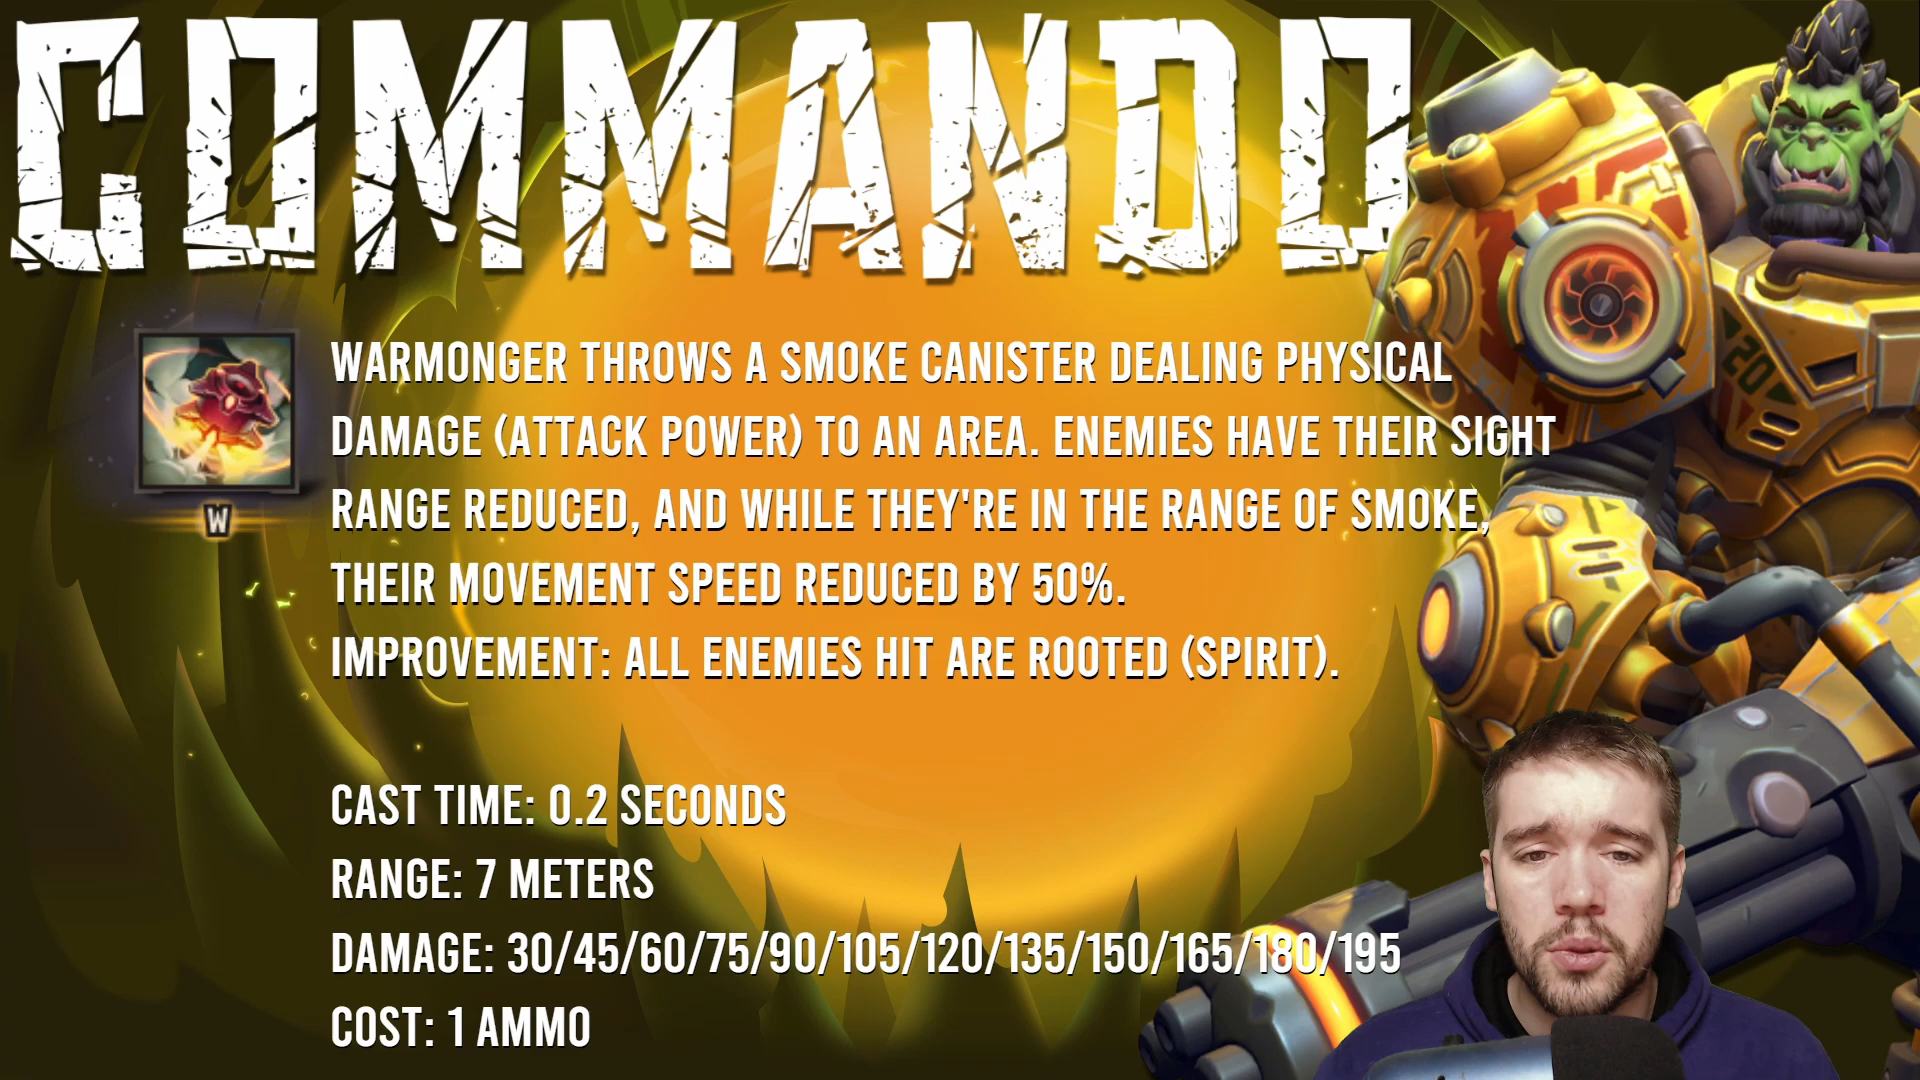 COMMANDO
WARMONGER THROWS A SMOKE CANISTER DEALING PHYSICAL
DAMAGE (ATTACK POWER) TO AN AREA. ENEMIES HAVE THEIR SIGHT
RANGE REDUCED, AND WHILE THEY'RE IN THE RANGE OF SMOKE,
W
THEIR MOVEMENT SPEED REDUCED BY 50%.
IMPROVEMENT: ALL ENEMIES HIT ARE ROOTED (SPIRIT).
CAST TIME: 0.2 SECONDS
RANGE: 7 METERS
DAMAGE: 30/45/60/75/90/105/120/135/150/165/180/195
COST: 1 AMMO
20